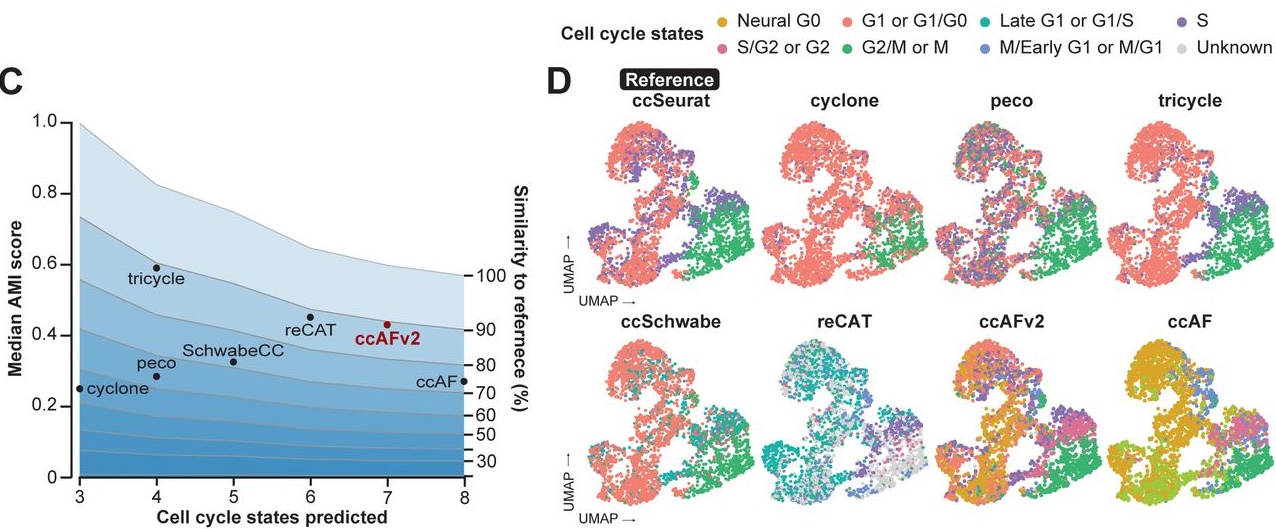 Cell cycle states
Neural G0
G1 or G1/G0
Late G1 or G1/S
S
S/G2 or G2
G2/M or M
M/Early G1 or M/G1
Unknown
C
1.0
0.8
0.6
0.4
0.2
0
Median AMI score
3
4
5
6
7
8
Cell cycle states predicted
tricycle
reCAT
ccAFv2
SchwabeCC
peco
cyclone
ccAF
100
90
80
70
60
50
30
Similarity to refernece (%)
D
Reference
ccSeurat
cyclone
peco
tricycle
UMAP →
UMAP →
ccSchwabe
reCAT
ccAFv2
ccAF
UMAP →
UMAP →